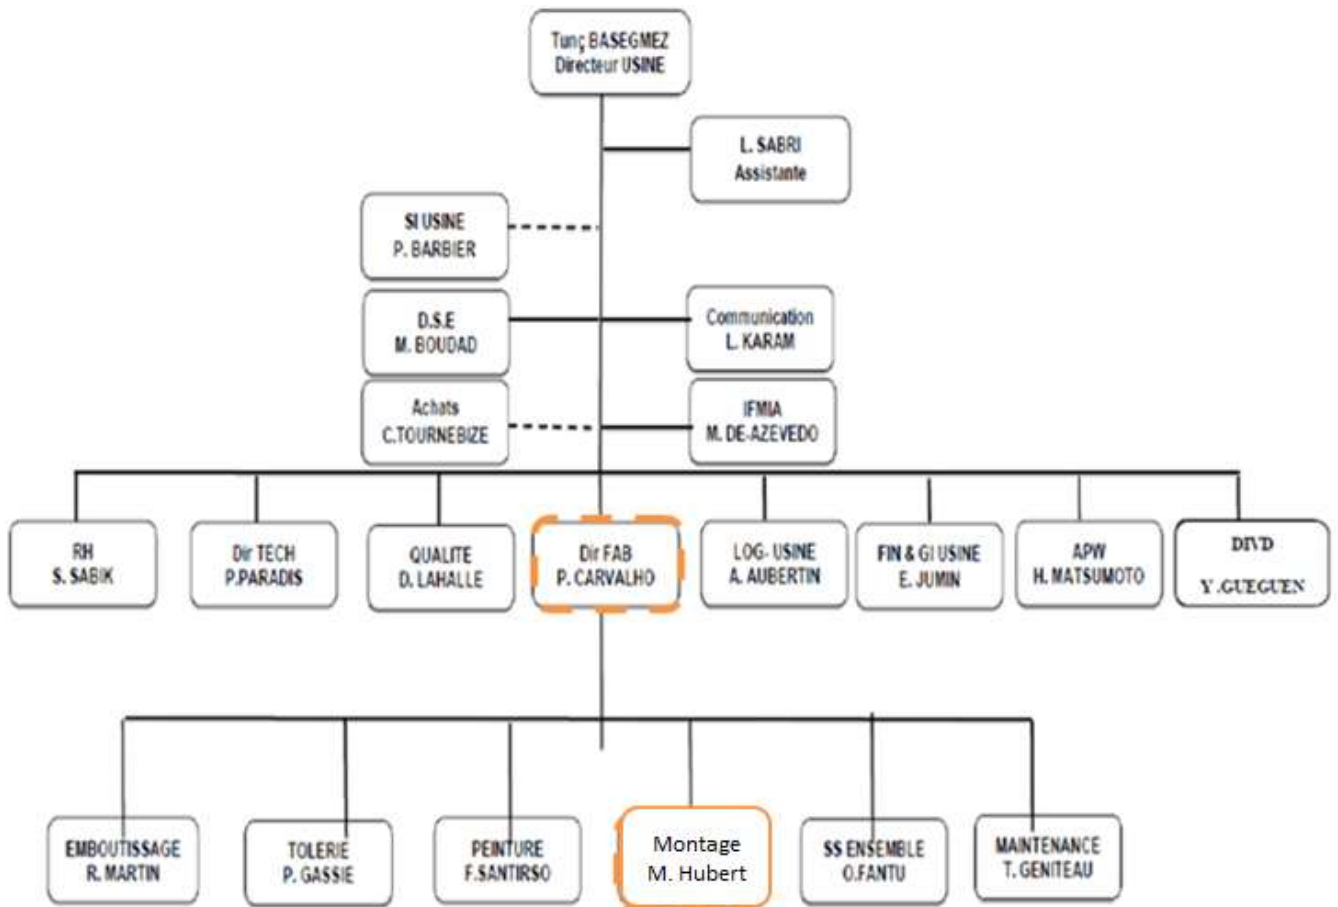 Tunç BASEGMEZ
Directeur USINE
L. SABRI
Assistante
SI USINE
P. BARBIER
D.S.E
M. BOUDAD
Communication
L. KARAM
Achats
C.TOURNEBIZE
IFMIA
M. DE-AZEVEDO
RH
S. SABIK
Dir TECH
P.PARADIS
QUALITE
D. LAHALLE
Dir FAB
P. CARVALHO
LOG- USINE
A. AUBERTIN
FIN & GI USINE
E. JUMIN
APW
H. MATSUMOTO
DIVD
Y .GUEGUEN
EMBOUTISSAGE
R. MARTIN
TOLERIE
P. GASSIE
PEINTURE
F.SANTIRSO
Montage
M. Hubert
SS ENSEMBLE
O.FANTU
MAINTENANCE
T. GENITEAU